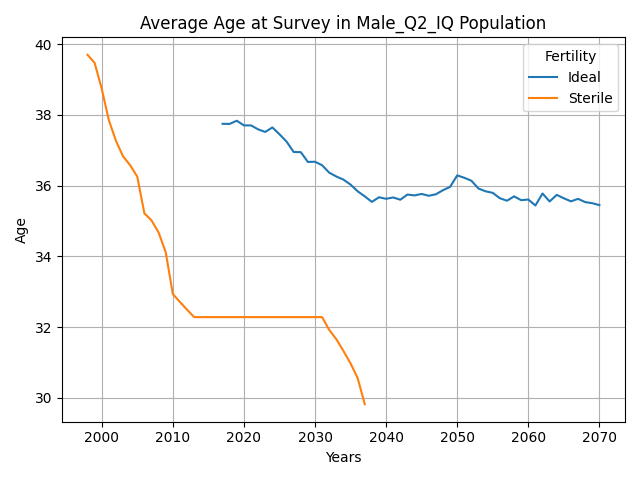 Average Age at Survey in Male_Q2_IQ Population
Fertility
Ideal
Sterile
Age
40
38
36
34
32
30
2000 2010 2020 2030 2040 2050 2060 2070
Years